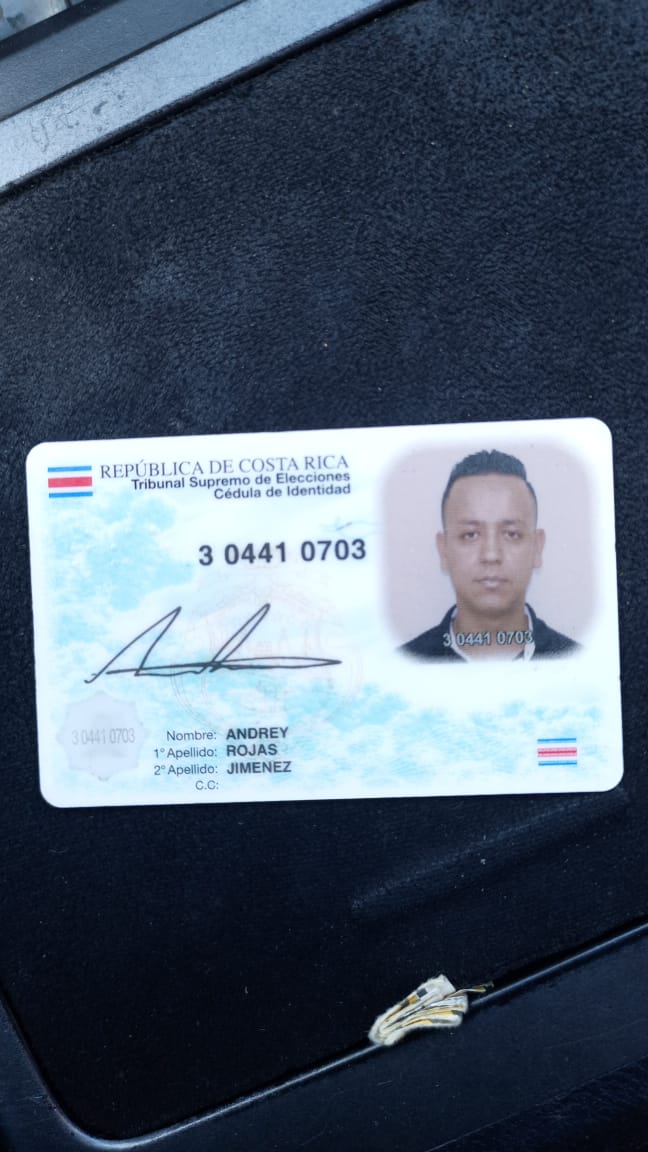 REPÚBLICA DE COSTA RICA
Tribunal Supremo de Elecciones
Cédula de Identidad
3 0441 0703
3 0441 0703
3 0441 0703
Nombre: ANDREY
1° Apellido: ROJAS
2° Apellido: JIMENEZ
C.C: